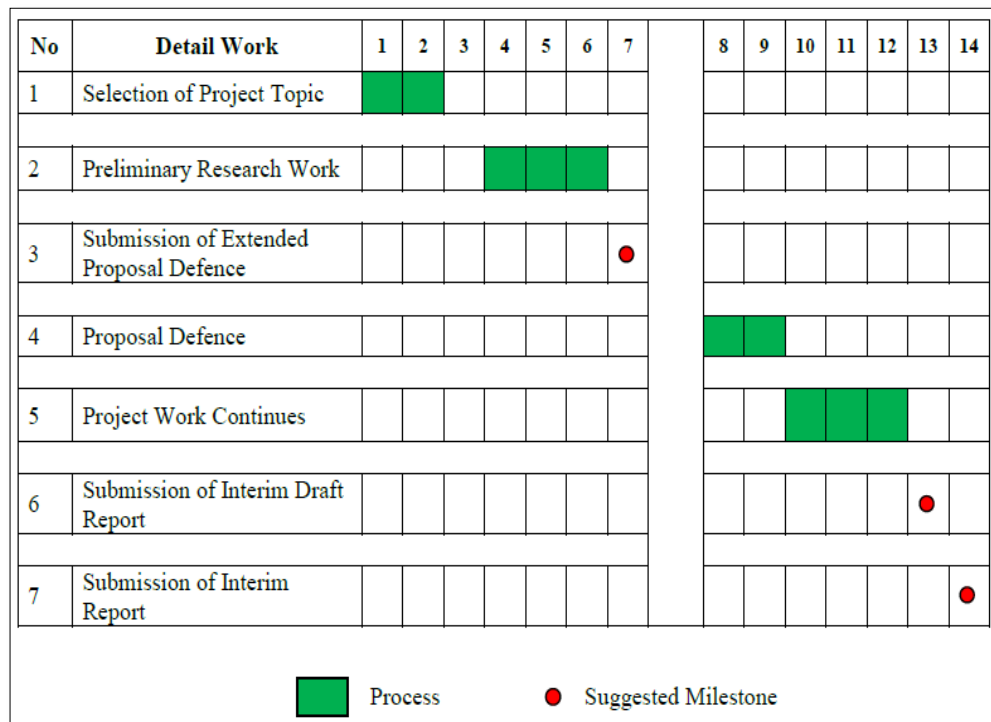 No Detail Work 1 2 3 4 5 6 7 8 9 10 11 12 13 14
1 Selection of Project Topic
2 Preliminary Research Work
3 Submission of Extended
Proposal Defence
4 Proposal Defence
5 Project Work Continues
6 Submission of Interim Draft
Report
7 Submission of Interim
Report
Process Suggested Milestone